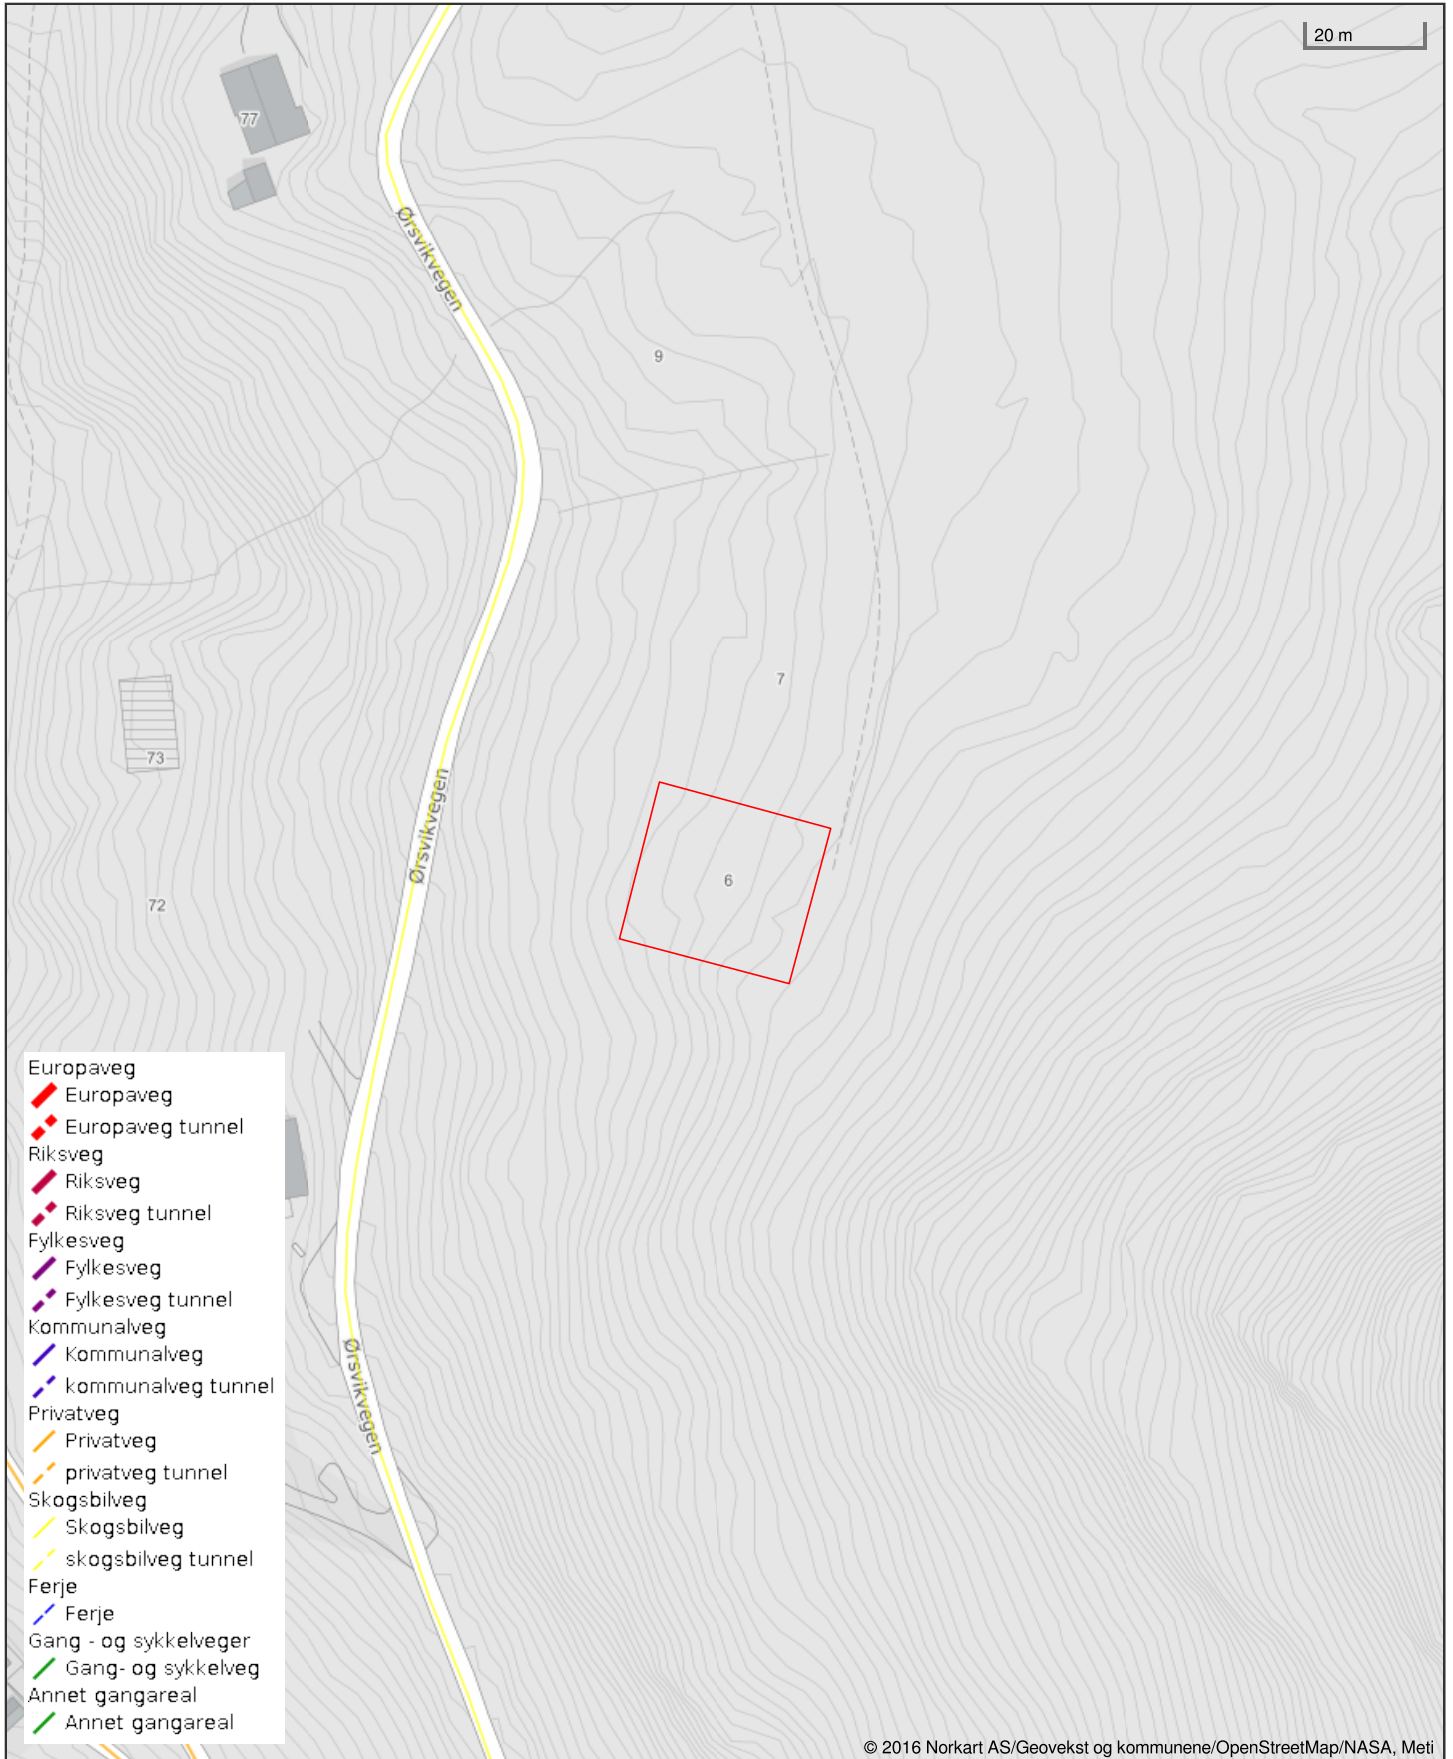 20 m
77
Ørsvikvegen
9
7
73
Ørsvikvegen
6
72
Europaveg
Europaveg
Europaveg tunnel
Riksveg
Riksveg
Riksveg tunnel
Fylkesveg
Fylkesveg
Fylkesveg tunnel
Kommunalveg
Kommunalveg
kommunalveg tunnel
Privatveg
Privatveg
privatveg tunnel
Skogsbilveg
Skogsbilveg
skogsbilveg tunnel
Ferje
Ferje
Gang - og sykkelveger
Gang- og sykkelveg
Annet gangareal
Annet gangareal
Ørsvikvegen
© 2016 Norkart AS/Geovekst og kommunene/OpenStreetMap/NASA, Meti